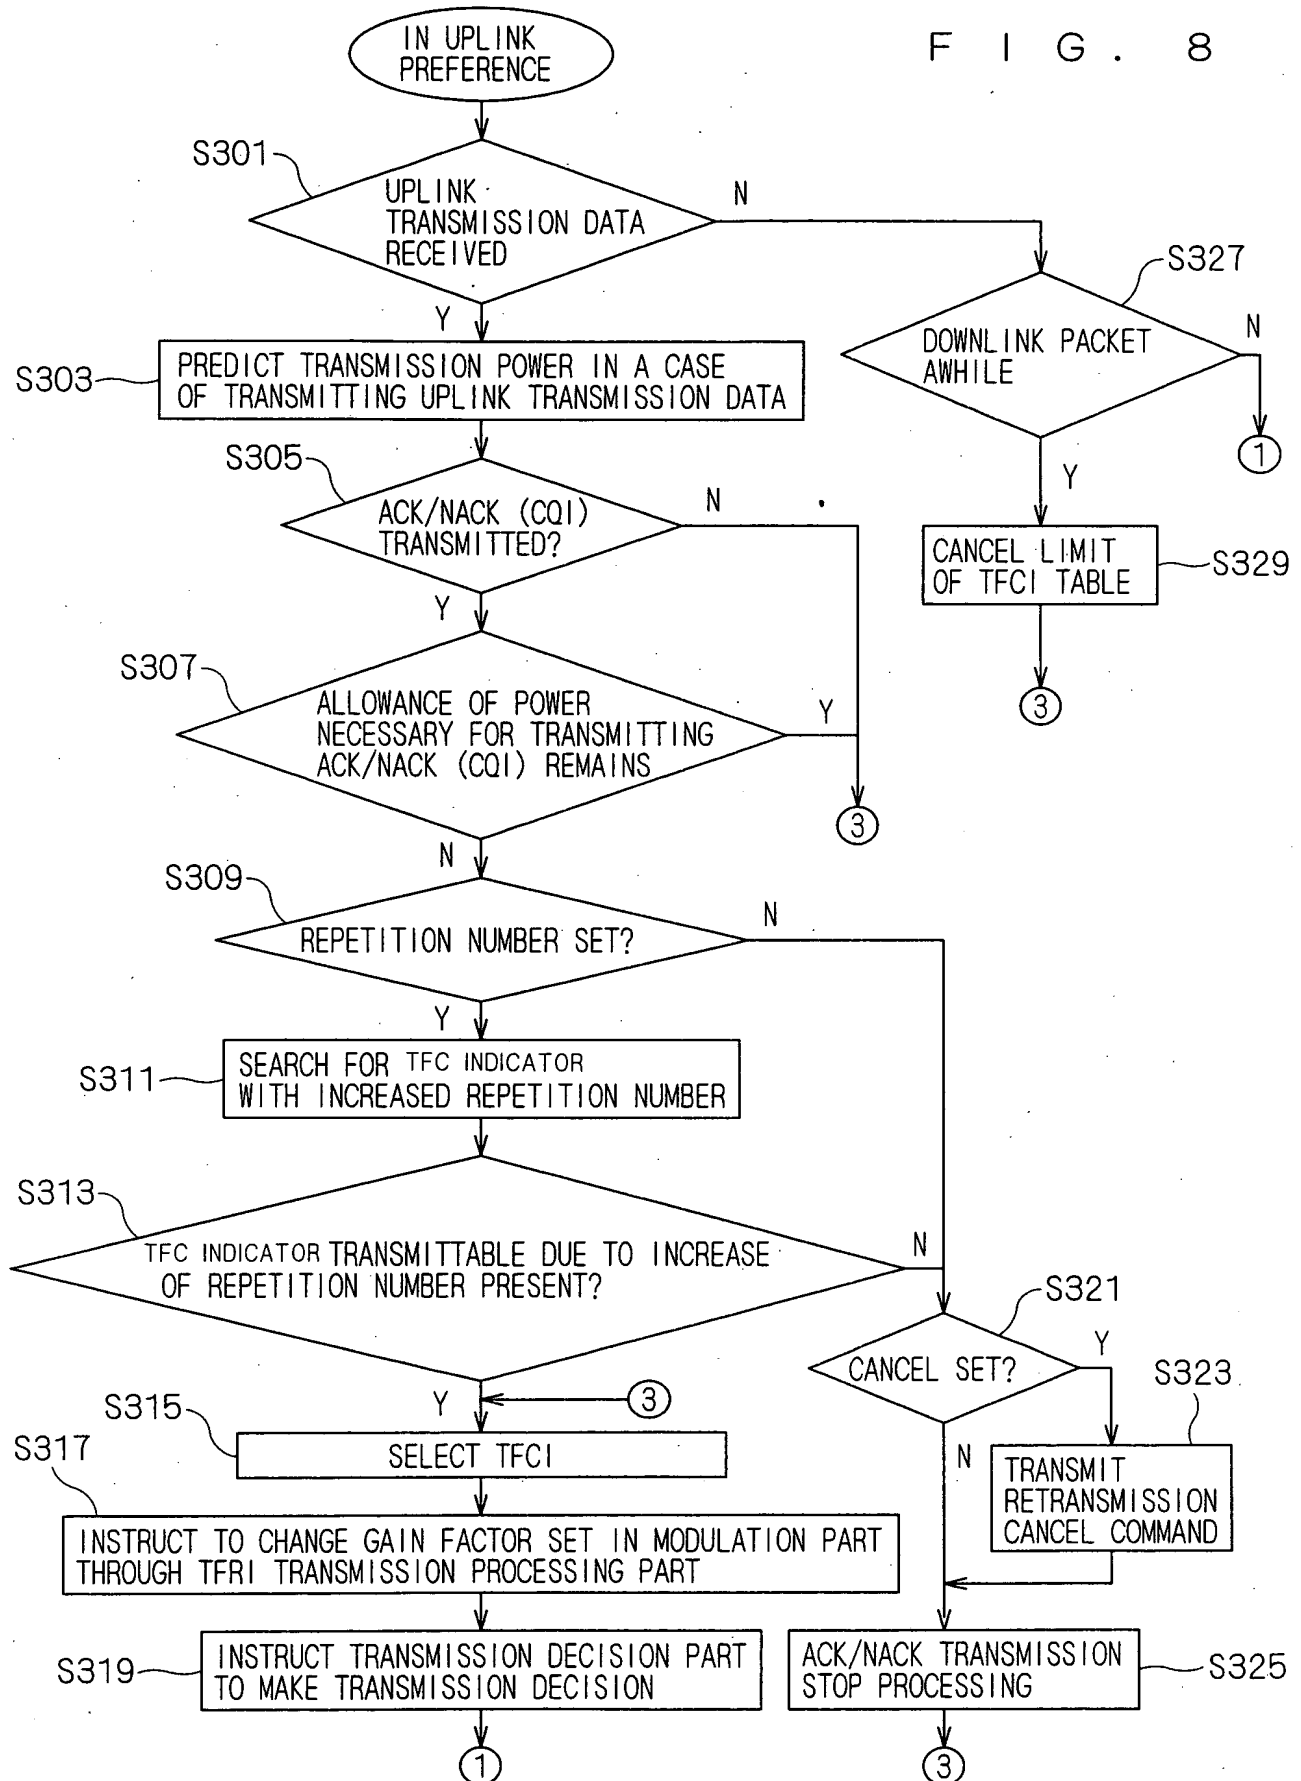 FIG. 8
IN UPLINK
PREFERENCE
S301
UPLINK
TRANSMISSION DATA
RECEIVED
N
Y
S327
DOWNLINK PACKET
AWHILE
N
1
Y
S303
PREDICT TRANSMISSION POWER IN A CASE
OF TRANSMITTING UPLINK TRANSMISSION DATA
S305
ACK/NACK (CQI)
TRANSMITTED?
N
Y
CANCEL LIMIT
OF TFCI TABLE
S329
3
S307
ALLOWANCE OF POWER
NECESSARY FOR TRANSMITTING
ACK/NACK (CQI) REMAINS
Y
3
N
S309
REPETITION NUMBER SET?
N
Y
S311
SEARCH FOR TFC INDICATOR
WITH INCREASED REPETITION NUMBER
S313
TFC INDICATOR TRANSMITTABLE DUE TO INCREASE
OF REPETITION NUMBER PRESENT?
N
Y
3
S321
CANCEL SET?
Y
N
S323
TRANSMIT
RETRANSMISSION
CANCEL COMMAND
S315
SELECT TFCI
S317
INSTRUCT TO CHANGE GAIN FACTOR SET IN MODULATION PART
THROUGH TFRI TRANSMISSION PROCESSING PART
S319
INSTRUCT TRANSMISSION DECISION PART
TO MAKE TRANSMISSION DECISION
1
ACK/NACK TRANSMISSION
STOP PROCESSING
S325
3